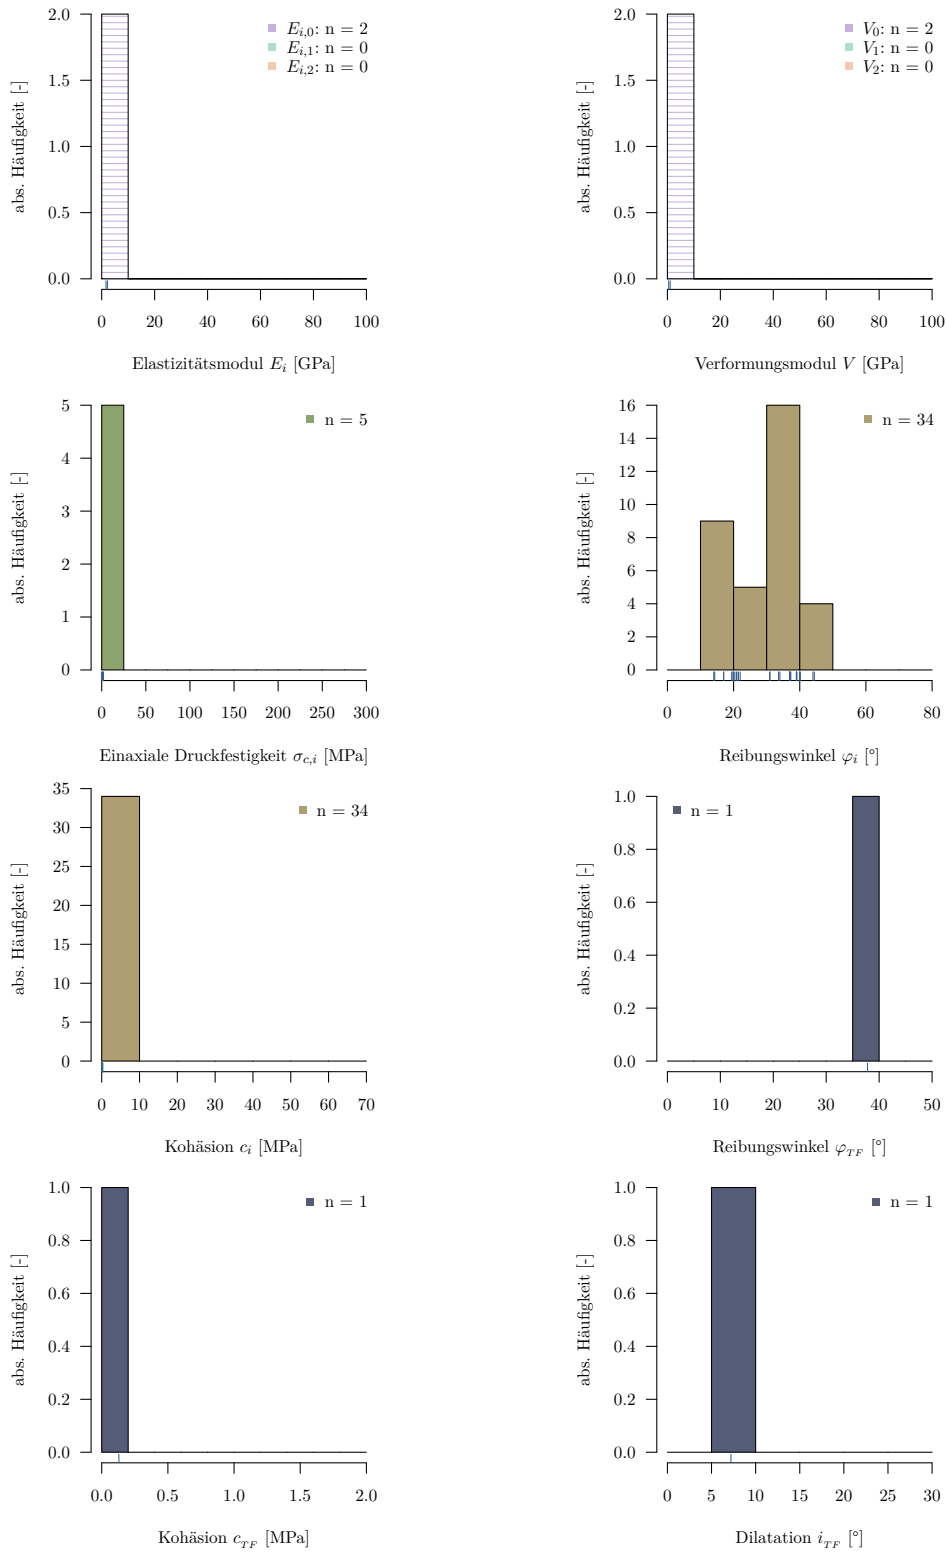 2.0
1.5
1.0
0.5
0.0
abs. Häufigkeit [-]
E_{i,0}: n = 2
E_{i,1}: n = 0
E_{i,2}: n = 0
0 20 40 60 80 100
Elastizitätsmodul E_i [GPa]
2.0
1.5
1.0
0.5
0.0
abs. Häufigkeit [-]
V_0: n = 2
V_1: n = 0
V_2: n = 0
0 20 40 60 80 100
Verformungsmodul V [GPa]
5
4
3
2
1
0
abs. Häufigkeit [-]
n = 5
0 50 100 150 200 250 300
Einaxiale Druckfestigkeit σ_{c,i} [MPa]
16
14
12
10
8
6
4
2
0
abs. Häufigkeit [-]
n = 34
0 20 40 60 80
Reibungswinkel φ_i [°]
35
30
25
20
15
10
5
0
abs. Häufigkeit [-]
n = 34
0 10 20 30 40 50 60 70
Kohäsion c_i [MPa]
1.0
0.8
0.6
0.4
0.2
0.0
abs. Häufigkeit [-]
n = 1
0 10 20 30 40 50
Reibungswinkel φ_{TF} [°]
1.0
0.8
0.6
0.4
0.2
0.0
abs. Häufigkeit [-]
n = 1
0.0 0.5 1.0 1.5 2.0
Kohäsion c_{TF} [MPa]
1.0
0.8
0.6
0.4
0.2
0.0
abs. Häufigkeit [-]
n = 1
0 5 10 15 20 25 30
Dilatation i_{TF} [°]